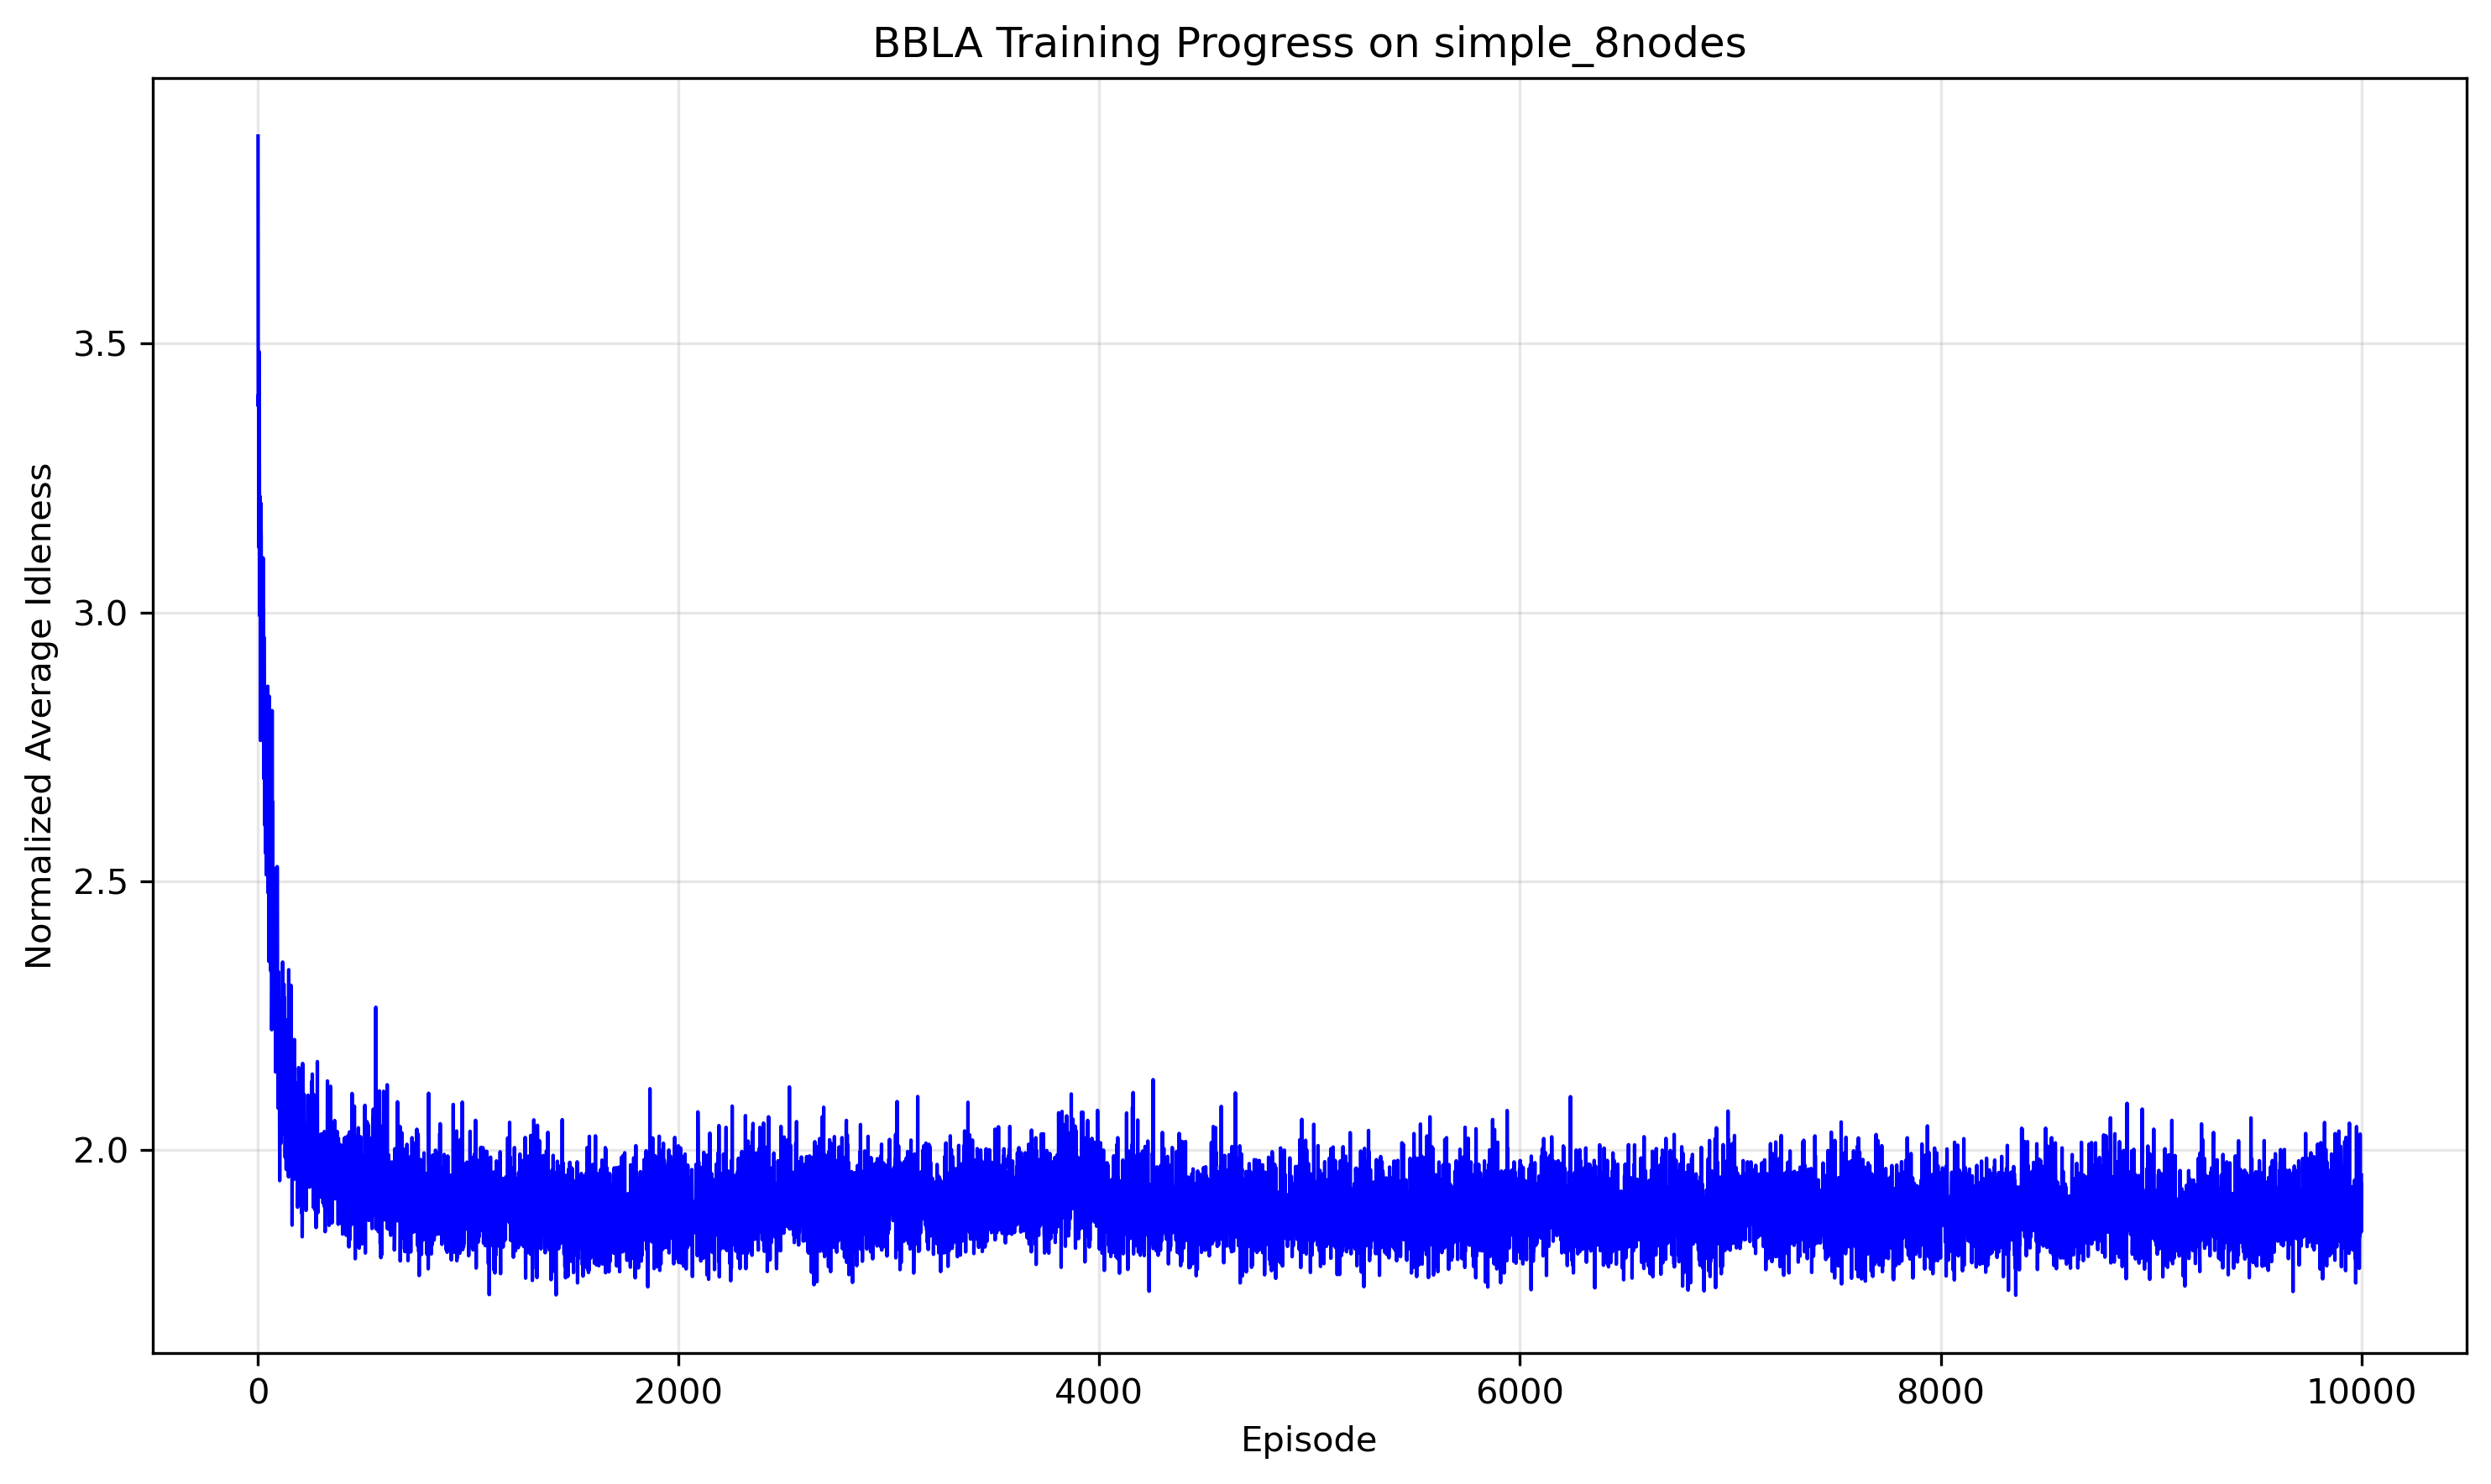 BBLA Training Progress on simple_8nodes
Normalized Average Idleness
3.5
3.0
2.5
2.0
0 2000 4000 6000 8000 10000
Episode